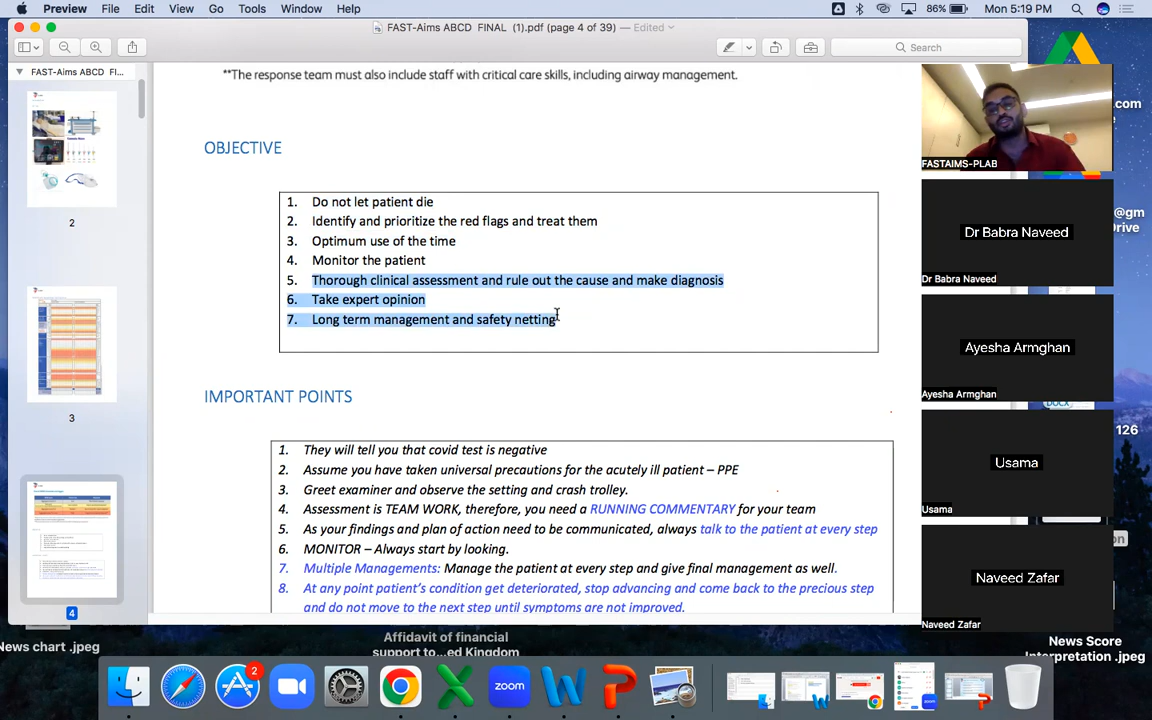 Preview File Edit View Go Tools Window Help
86% Mon 5:19 PM
FAST-Aims ABCD FINAL (1).pdf (page 4 of 39) — Edited
Search
FAST-Aims ABCD FI...
2
3
4
**The response team must also include staff with critical care skills, including airway management.
OBJECTIVE
1. Do not let patient die
2. Identify and prioritize the red flags and treat them
3. Optimum use of the time
4. Monitor the patient
5. Thorough clinical assessment and rule out the cause and make diagnosis
6. Take expert opinion
7. Long term management and safety netting
IMPORTANT POINTS
1. They will tell you that covid test is negative
2. Assume you have taken universal precautions for the acutely ill patient – PPE
3. Greet examiner and observe the setting and crash trolley.
4. Assessment is TEAM WORK, therefore, you need a RUNNING COMMENTARY for your team
5. As your findings and plan of action need to be communicated, always talk to the patient at every step
6. MONITOR – Always start by looking.
7. Multiple Managements: Manage the patient at every step and give final management as well.
8. At any point patient's condition get deteriorated, stop advancing and come back to the previous step
and do not move to the next step until symptoms are not improved.
FASTAIMS-PLAB
Dr Babra Naveed
Dr Babra Naveed
Ayesha Armghan
Ayesha Armghan
Usama
Usama
Naveed Zafar
Naveed Zafar
.com
@gm
Drive
DOCX
126
on
News chart .jpeg
Affidavit of financial
support to...ed Kingdom
News Score
Interpretation .jpeg
2
zoom